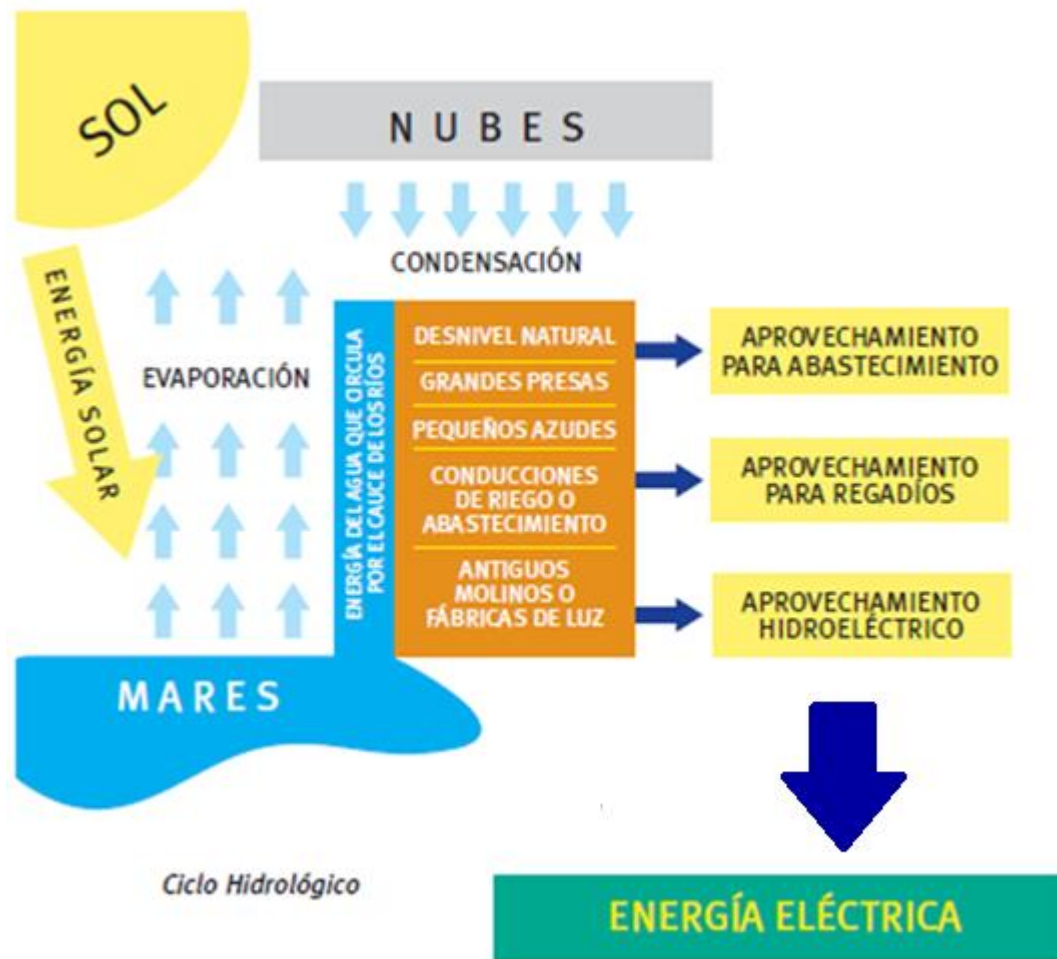 SOL
NUBES
CONDENSACIÓN
ENERGÍA SOLAR
EVAPORACIÓN
ENERGÍA DEL AGUA QUE CIRCULA
POR EL CAUCE DE LOS RÍOS
DESNIVEL NATURAL
GRANDES PRESAS
PEQUEÑOS AZUDES
CONDUCCIONES
DE RIEGO O
ABASTECIMIENTO
ANTIGUOS
MOLINOS O
FÁBRICAS DE LUZ
APROVECHAMIENTO
PARA ABASTECIMIENTO
APROVECHAMIENTO
PARA REGADÍOS
APROVECHAMIENTO
HIDROELÉCTRICO
MARES
Ciclo Hidrológico
ENERGÍA ELÉCTRICA